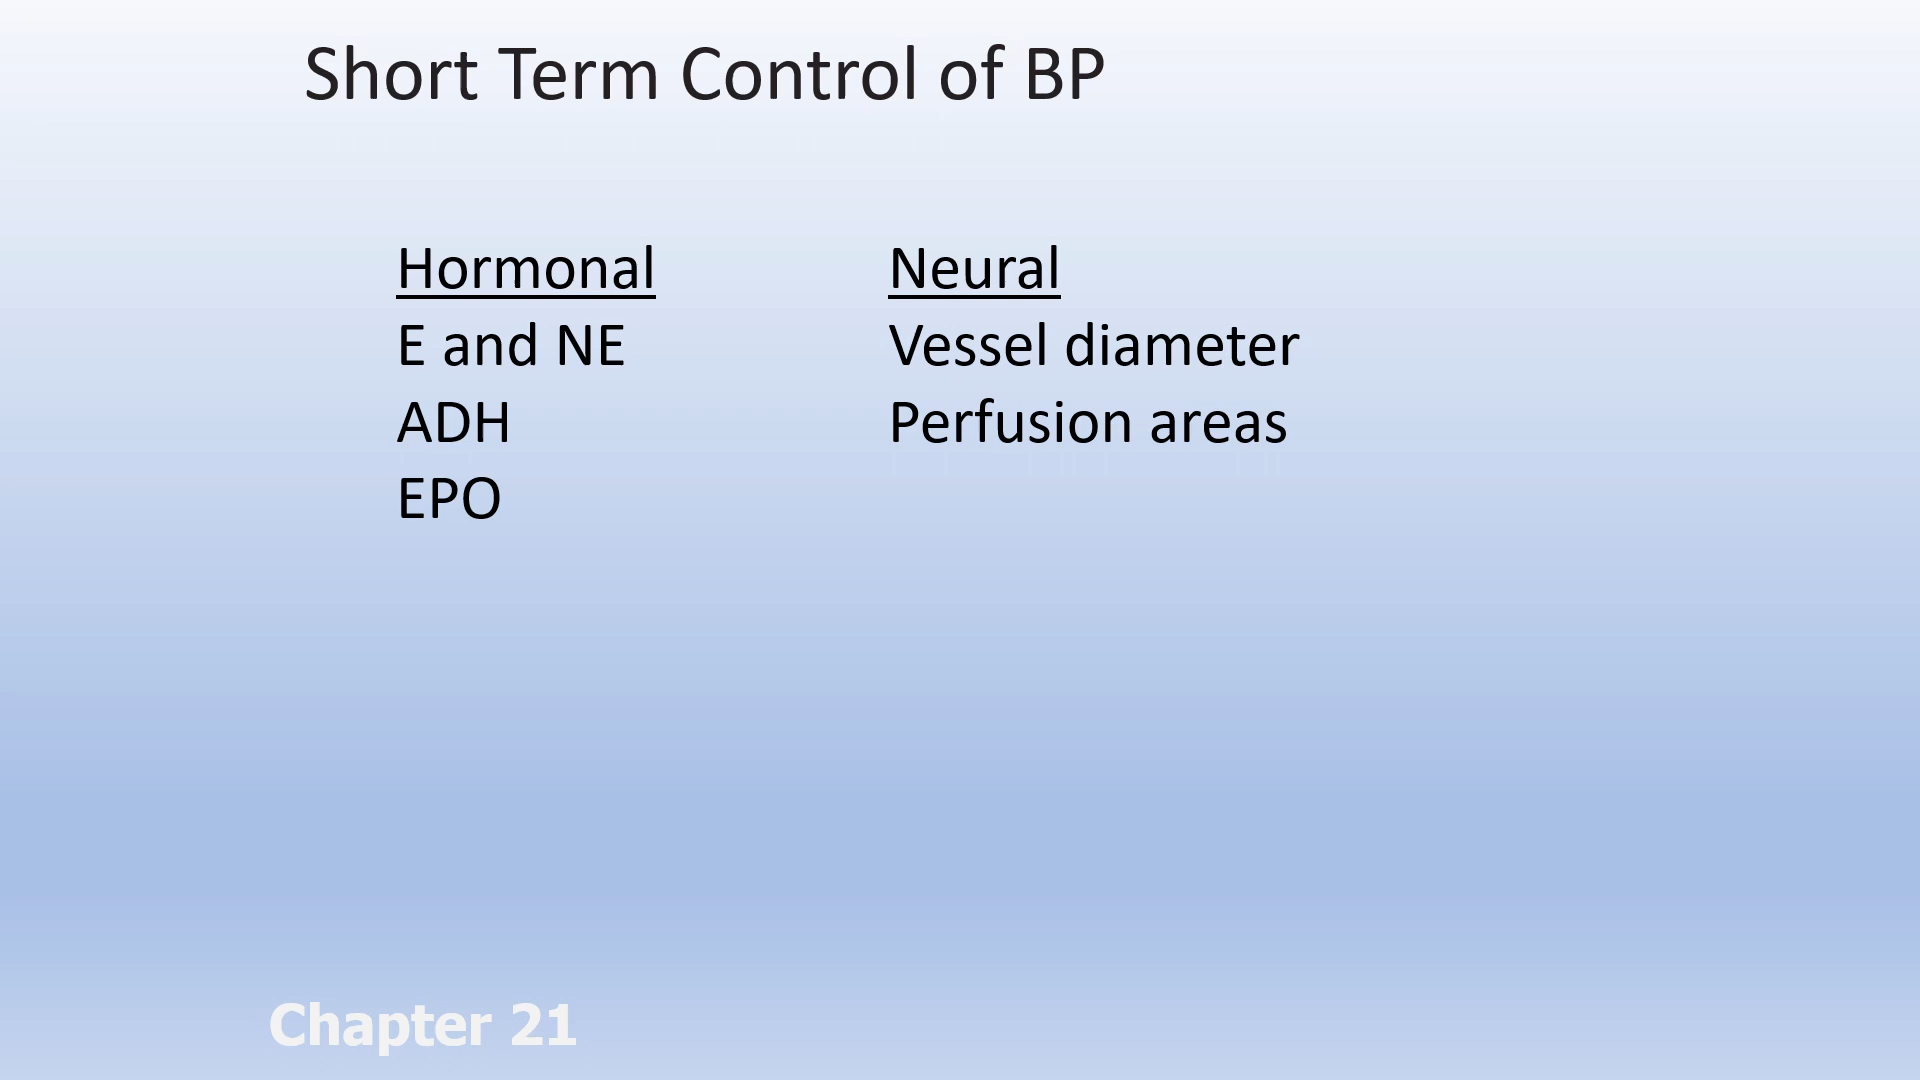 Short Term Control of BP
Hormonal
E and NE
ADH
EPO
Neural
Vessel diameter
Perfusion areas
Chapter 21